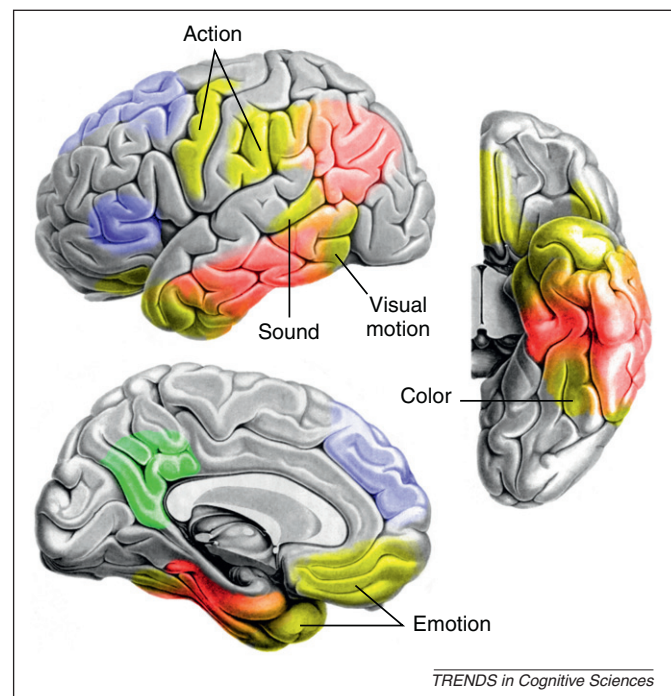 Action
Sound
Visual
motion
Color
Emotion
TRENDS in Cognitive Sciences